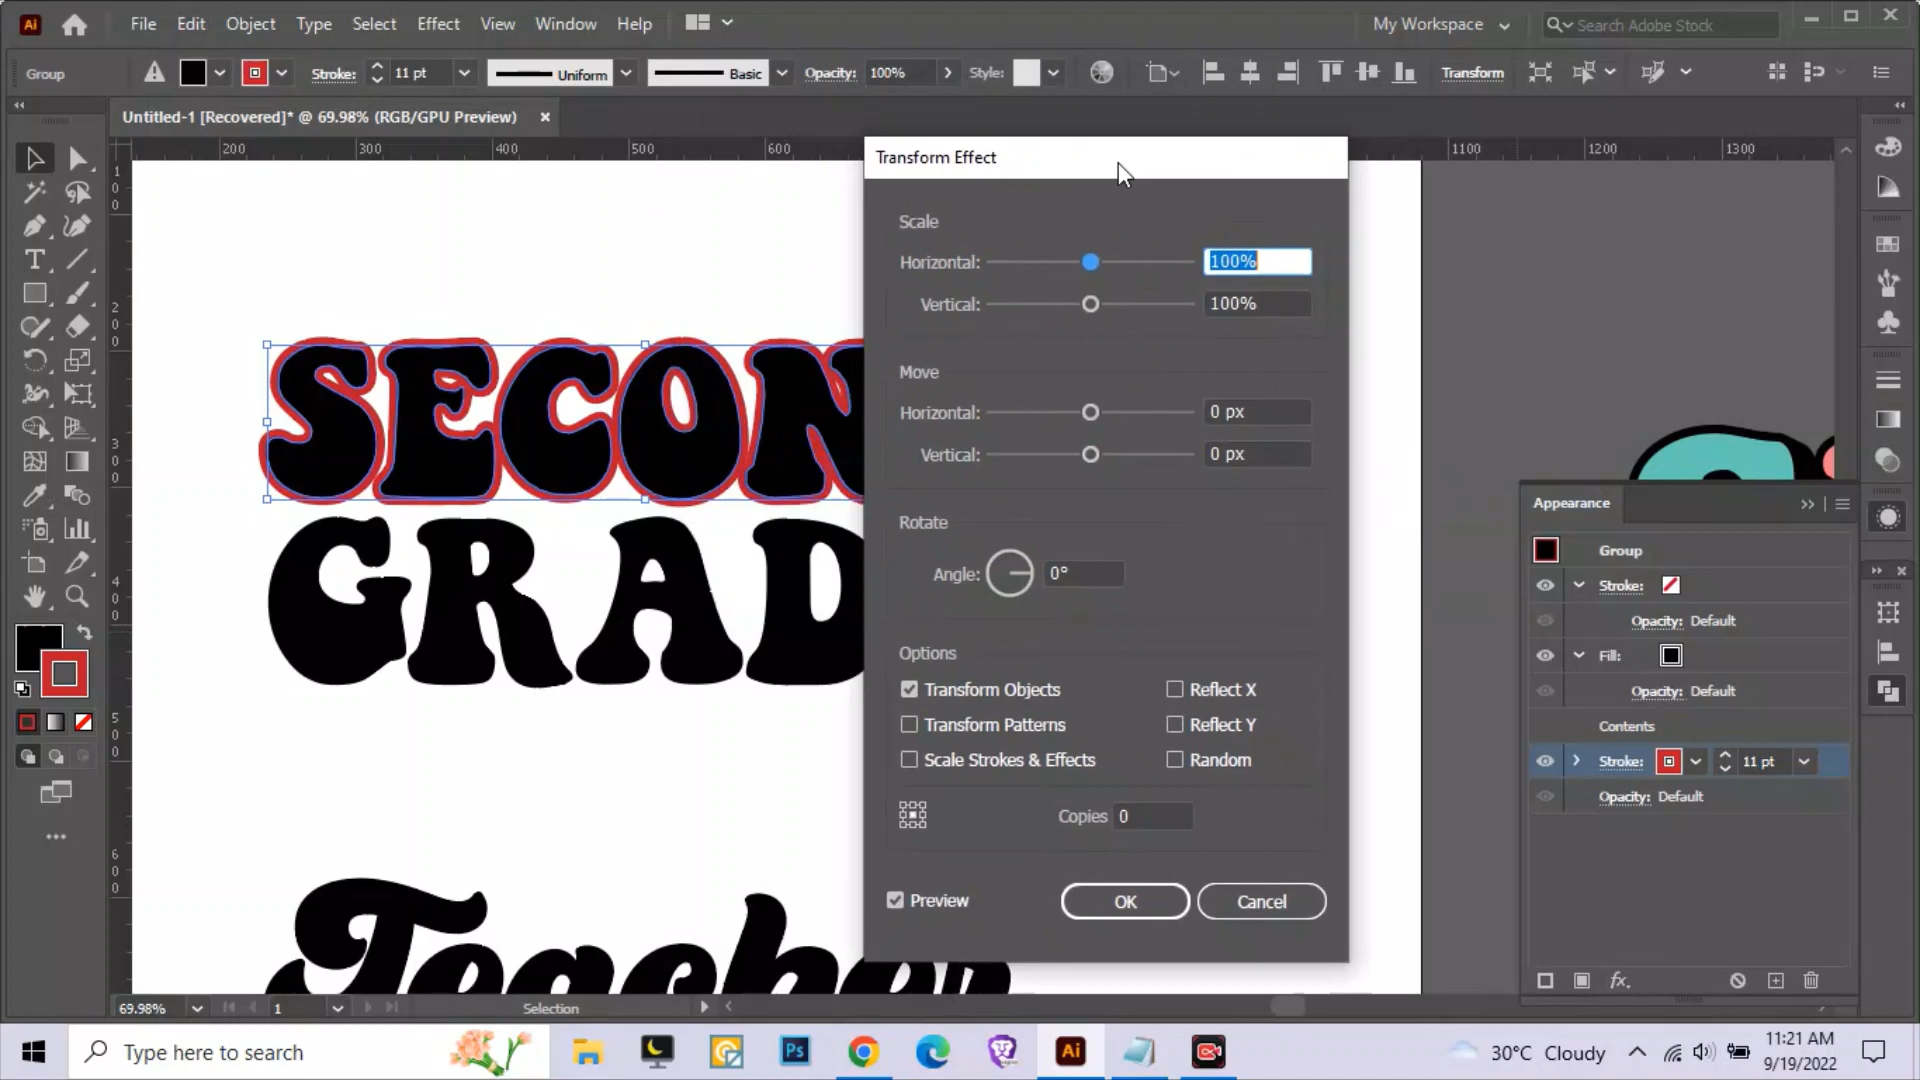 Ai File Edit Object Type Select Effect View Window Help My Workspace Search Adobe Stock
Group Stroke: 11 pt Uniform Basic Opacity: 100% Style: Transform
Untitled-1 [Recovered]* @ 69.98% (RGB/GPU Preview)
200 300 400 500 600 1100 1200 1300
Transform Effect
Scale
Horizontal: 100%
Vertical: 100%
Move
Horizontal: 0 px
Vertical: 0 px
Rotate
Angle: 0°
Options
Transform Objects Reflect X
Transform Patterns Reflect Y
Scale Strokes & Effects Random
Copies 0
Preview OK Cancel
SECON
GRAD
Teacher
Appearance
Group
Stroke:
Opacity: Default
Fill:
Opacity: Default
Contents
Stroke: 11 pt
Opacity: Default
fx.
69.98% 1 Selection
Type here to search Ps Ai 30°C Cloudy 11:21 AM
9/19/2022